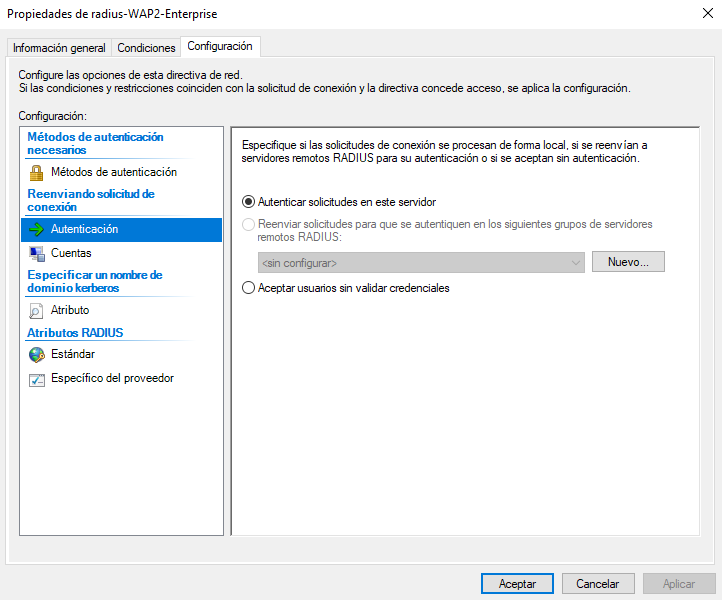 Propiedades de radius-WAP2-Enterprise
Información general
Condiciones
Configuración
Configure las opciones de esta directiva de red.
Si las condiciones y restricciones coinciden con la solicitud de conexión y la directiva concede acceso, se aplica la configuración.
Configuración:
Métodos de autenticación
necesarios
Métodos de autenticación
Reenviando solicitud de
conexión
Autenticación
Cuentas
Especificar un nombre de
dominio kerberos
Atributo
Atributos RADIUS
Estándar
Específico del proveedor
Especifique si las solicitudes de conexión se procesan de forma local, si se reenvían a
servidores remotos RADIUS para su autenticación o si se aceptan sin autenticación.
Autenticar solicitudes en este servidor
Reenviar solicitudes para que se autentiquen en los siguientes grupos de servidores
remotos RADIUS:
<sin configurar>
Nuevo...
Aceptar usuarios sin validar credenciales
Aceptar
Cancelar
Aplicar